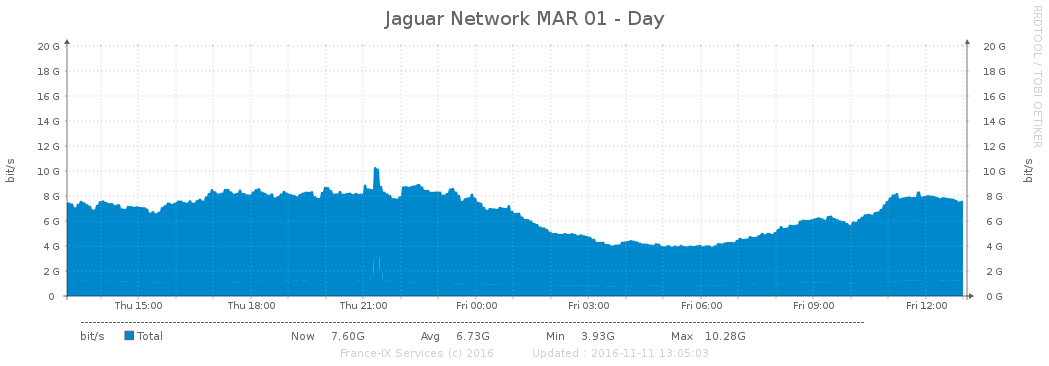 Jaguar Network MAR 01 - Day
RRDTOOL / TOBI OETIKER
bit/s
bit/s
20 G 20 G
18 G 18 G
16 G 16 G
14 G 14 G
12 G 12 G
10 G 10 G
8 G 8 G
6 G 6 G
4 G 4 G
2 G 2 G
0 0 G
Thu 15:00 Thu 18:00 Thu 21:00 Fri 00:00 Fri 03:00 Fri 06:00 Fri 09:00 Fri 12:00
bit/s Total Now 7.60G Avg 6.73G Min 3.93G Max 10.28G
France-IX Services (c) 2016 Updated : 2016-11-11 13:05:03